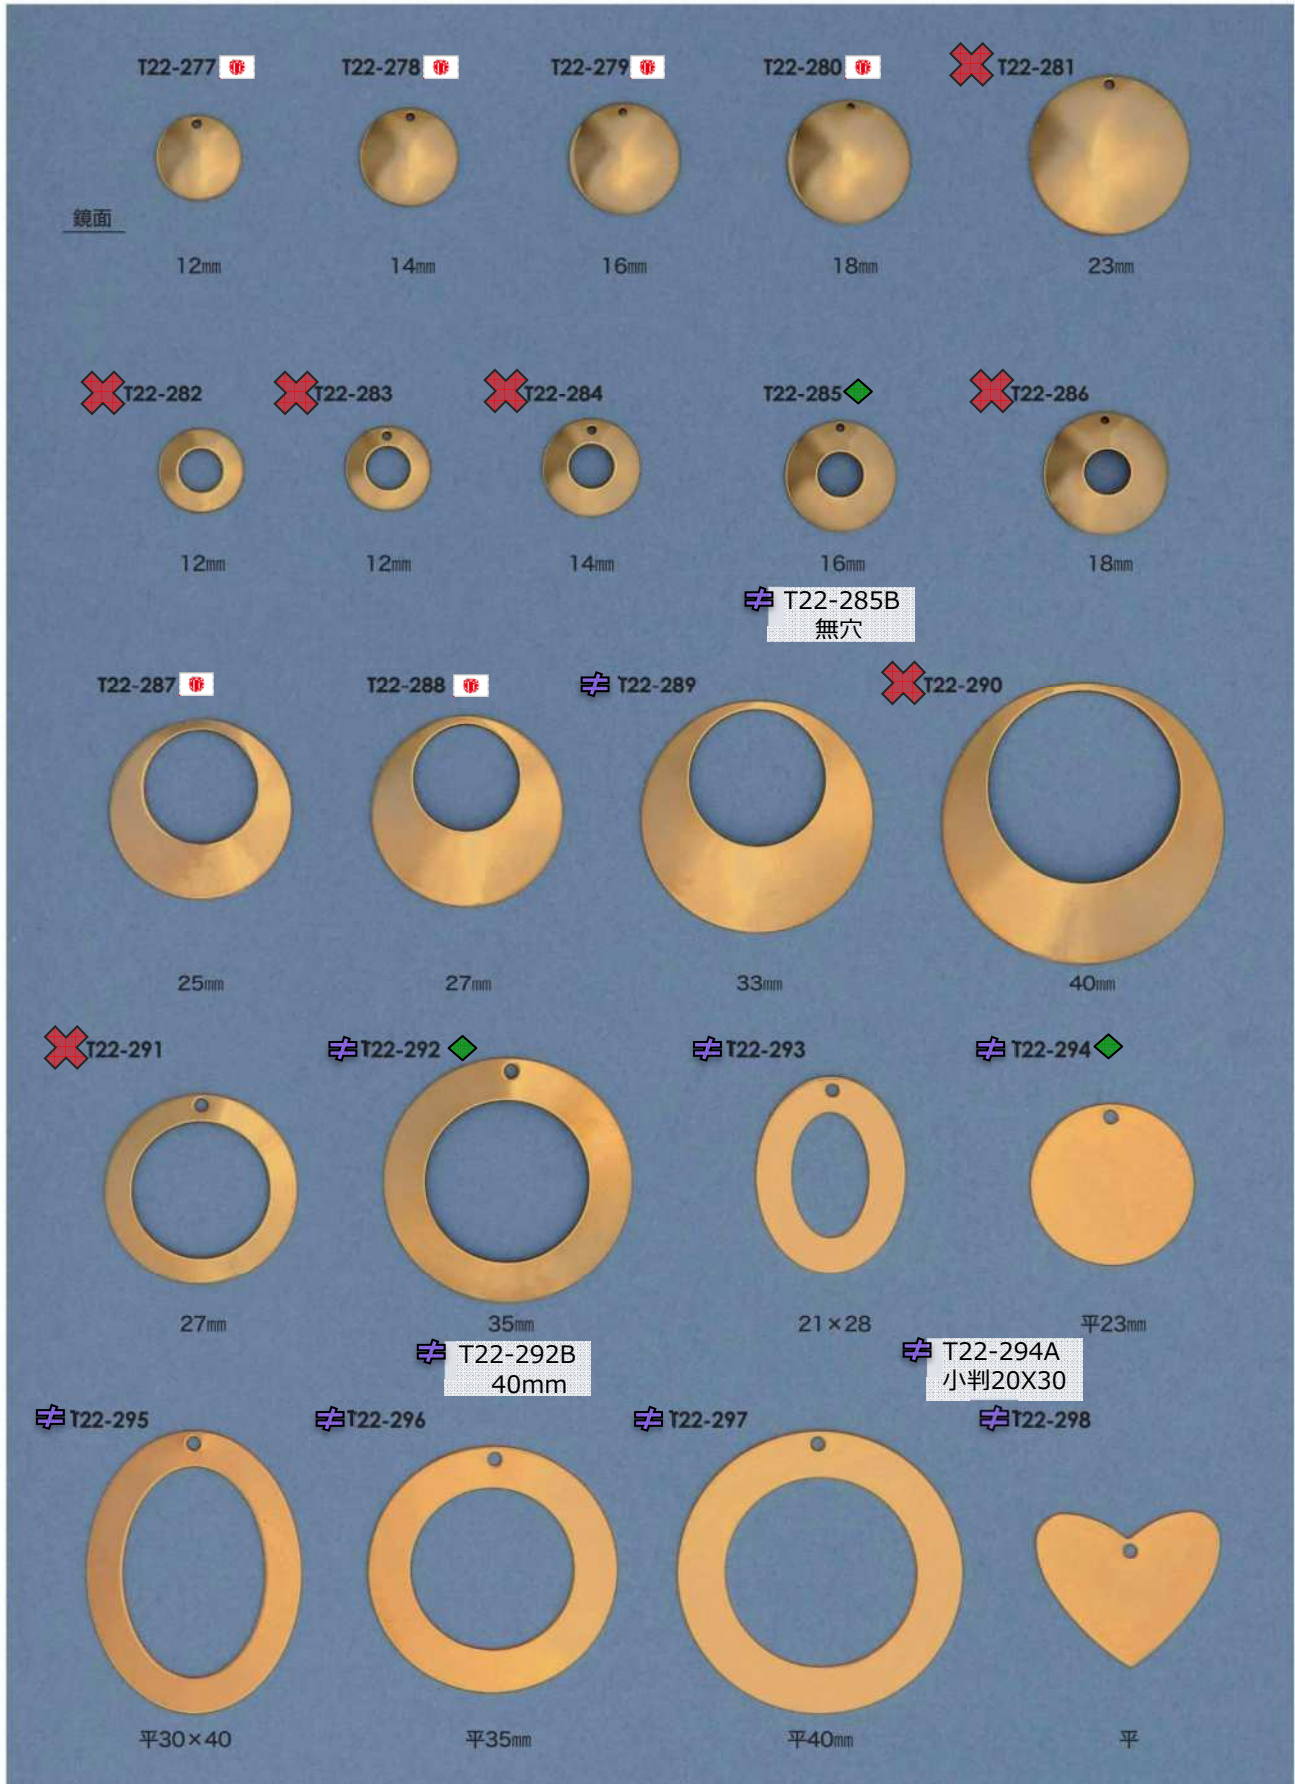 T22-277 T22-278 T22-279 T22-280 T22-281
鏡面
12mm 14mm 16mm 18mm 23mm
T22-282 T22-283 T22-284 T22-285 T22-286
12mm 12mm 14mm 16mm 18mm
≠ T22-285B
無穴
T22-287 T22-288 ≠ T22-289 T22-290
25mm 27mm 33mm 40mm
T22-291 ≠ T22-292 ≠ T22-293 ≠ T22-294
27mm 35mm 21×28 平23mm
≠ T22-292B
40mm
≠ T22-294A
小判20X30
≠ T22-295 ≠ T22-296 ≠ T22-297 ≠ T22-298
平30×40 平35mm 平40mm 平